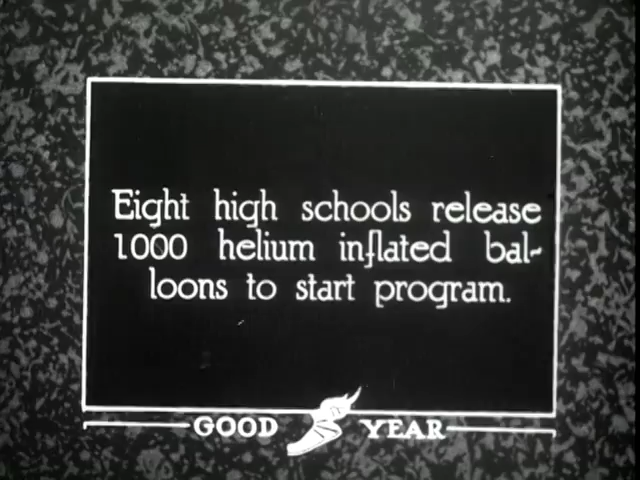 Eight high schools release
1000 helium inflated bal-
loons to start program.
GOOD YEAR